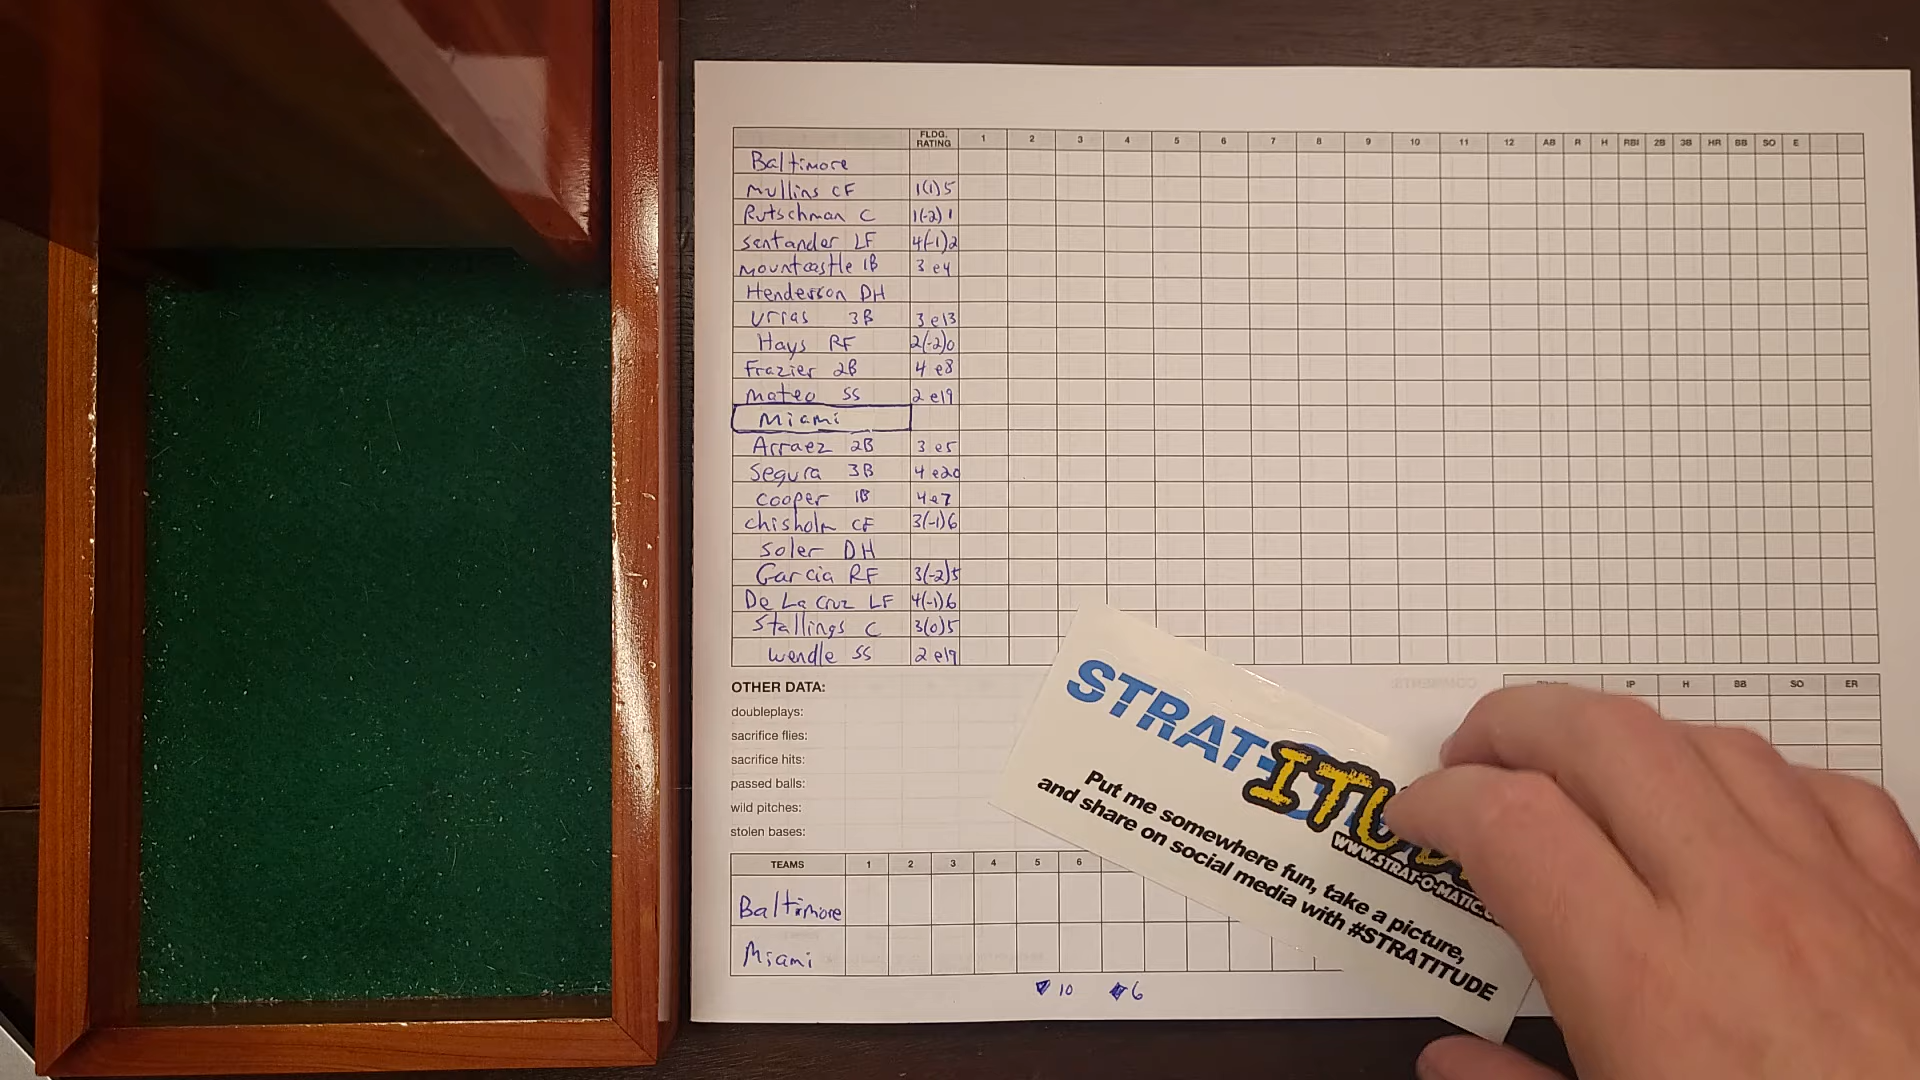 FLDG. RATING 1 2 3 4 5 6 7 8 9 10 11 12 AB R H RBI 2B 3B HR BB SO E
Baltimore
Mullins CF 1(1)5
Rutschman C 1(-2)1
Santander LF 4(-1)2
Mountcastle 1B 3 e4
Henderson DH
Urias 3B 3 e13
Hays RF 2(-2)0
Frazier 2B 4 e8
Mateo SS 2 e19
Miami
Arraez 2B 3 e5
Segura 3B 4 e20
Cooper 1B 4e7
Chisholm CF 3(-1)6
Soler DH
Garcia RF 3(-2)5
De La Cruz LF 4(-1)6
Stallings C 3(0)5
Wendle SS 2 e19
OTHER DATA:
doubleplays:
sacrifice flies:
sacrifice hits:
passed balls:
wild pitches:
stolen bases:
IP H BB SO ER
TEAMS 1 2 3 4 5 6
Baltimore
Miami
10 6
STRAT-O
ITU
WWW.STRAT-O-MATIC.
Put me somewhere fun, take a picture,
and share on social media with #STRATITUDE